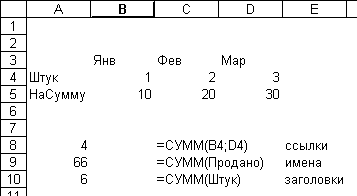 A B C D E
1
2
3 Янв Фев Мар
4 Штук 1 2 3
5 НаСумму 10 20 30
6
7
8 4 =СУММ(B4;D4) ссылки
9 66 =СУММ(Продано) имена
10 6 =СУММ(Штук) заголовки
11